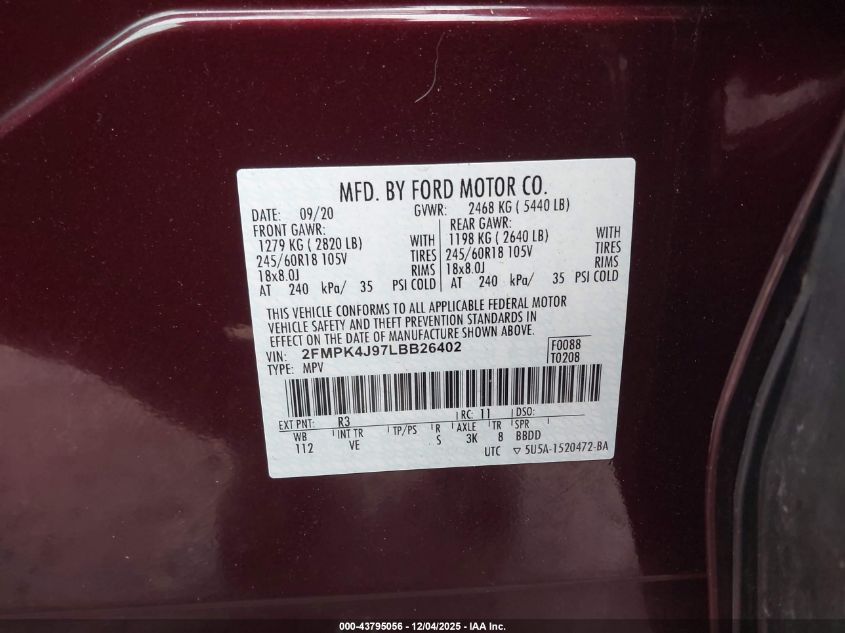 MFD. BY FORD MOTOR CO.
DATE: 09/20 GVWR: 2468 KG ( 5440 LB)
FRONT GAWR: REAR GAWR:
1279 KG ( 2820 LB) WITH 1198 KG ( 2640 LB) WITH
245/60R18 105V TIRES 245/60R18 105V TIRES
18x8.0J RIMS 18x8.0J RIMS
AT 240 kPa/ 35 PSI COLD AT 240 kPa/ 35 PSI COLD
THIS VEHICLE CONFORMS TO ALL APPLICABLE FEDERAL MOTOR
VEHICLE SAFETY AND THEFT PREVENTION STANDARDS IN
EFFECT ON THE DATE OF MANUFACTURE SHOWN ABOVE.
VIN: 2FMPK4J97LBB26402 F0088
TYPE: MPV T0208
EXT PNT: R3 RC: 11 DSO:
WB INT TR TP/PS R AXLE TR SPR
112 VE S 3K 8 BBDD
UTC ▽ 5U5A-1520472-BA
000-43795056 - 12/04/2025 - IAA Inc.